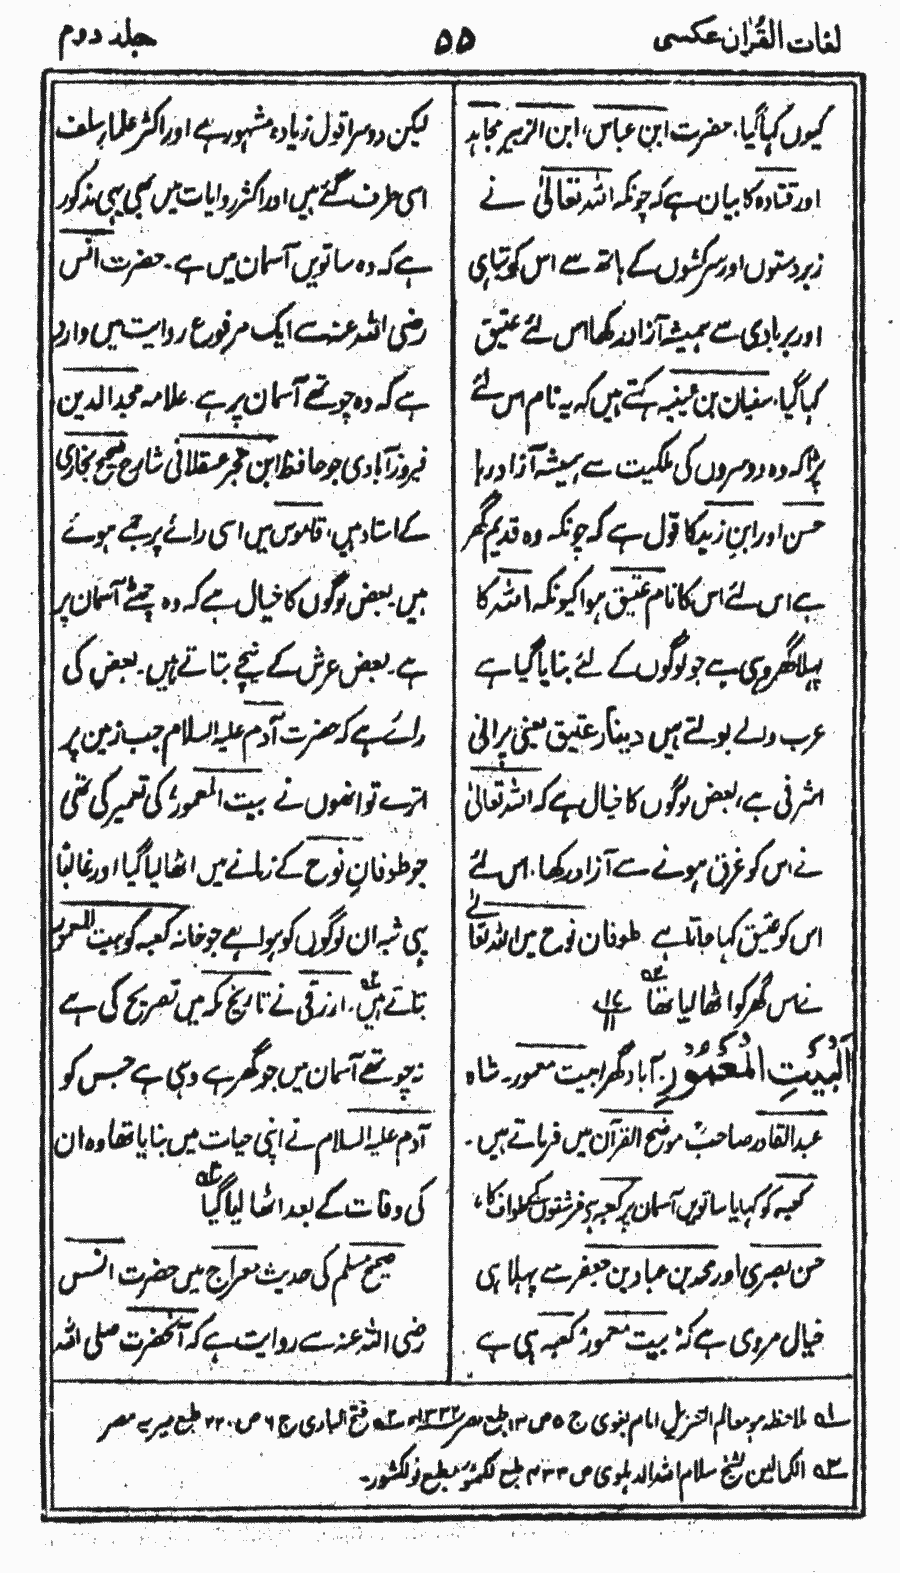 لغات القرآن عکسی
۵۵
جلد دوم
کیوں کہا گیا، حضرت ابن عباس، ابن الزبیر مجاہد
اور قتادہ کا بیان ہے کہ چونکہ اللہ تعالیٰ نے
زبردستوں اور سرکشوں کے ہاتھ سے اس کو تباہی
اور بربادی سے ہمیشہ آزاد رکھا اس لئے عتیق
کہا گیا، سفیان بن عینیہ کہتے ہیں کہ یہ نام اس لئے
پڑا کہ وہ دوسروں کی ملکیت سے ہمیشہ آزاد رہا
حسن اور ابن زید کا قول ہے کہ چونکہ وہ قدیم گھر
ہے اس لئے اس کا نام عتیق ہوا کیونکہ اللہ کا
پہلا گھر وہی ہے جو لوگوں کے لئے بنایا گیا ہے
عرب والے بولتے ہیں دینار عتیق یعنی پرانی
اشرفی ہے، بعض لوگوں کا خیال ہے کہ اللہ تعالیٰ
نے اس کو غرق ہونے سے آزاد رکھا۔ اس لئے
اس کو عتیق کہا جاتا ہے طوفان نوح میں اللہ تعالےٰ
نے اس گھر کو اٹھا لیا تھا
اَلْبَیْتِ الْمَعْمُوْرِ۔ آباد گھر، بیت معمور۔ شاہ
عبدالقادر صاحبؒ موضح القرآن میں فرماتے ہیں۔
کعبہ کو کہا یا ساتویں آسمان پر کعبہ ہے فرشتوں کے طواف کا،
حسن بصری اور محمد بن عباد بن جعفر سے پہلا ہی
خیال مروی ہے کہ بیت معمور کعبہ ہی ہے
لیکن دوسرا قول زیادہ مشہور ہے اور اکثر علماء سلف
اسی طرف گئے ہیں اور اکثر روایات میں بھی یہی مذکور
ہے کہ وہ ساتویں آسمان میں ہے۔ حضرت انس
رضی اللہ عنہ سے ایک مرفوع روایت میں وارد
ہے کہ وہ چوتھے آسمان پر ہے۔ علامہ مجد الدین
فیروزآبادی جو حافظ ابن حجر عسقلانی شارح صحیح بخاری
کے استاد ہیں، قاموس میں اسی رائے پر جمے ہوئے
ہیں۔ بعض لوگوں کا خیال ہے کہ وہ چھٹے آسمان پر
ہے۔ بعض عرش کے نیچے بتاتے ہیں۔ بعض کی
رائے ہے کہ حضرت آدم علیہ السلام جب زمین پر
اترے تو انھوں نے بیت المعمور کی تعمیر کی تھی
جو طوفان نوح کے زمانے میں اٹھا لیا گیا اور غالباً
یہی شبہ ان لوگوں کو ہوا ہے جو خانہ کعبہ کو بیت المعمور
بتاتے ہیں۔ ازرقی نے تاریخ مکہ میں تصریح کی ہے
نہ چوتھے آسمان میں جو گھر ہے وہی ہے جس کو
آدم علیہ السلام نے اپنی حیات میں بنایا تھا وہ ان
کی وفات کے بعد اٹھا لیا گیا
صحیح مسلم کی حدیث معراج میں حضرت انس
رضی اللہ عنہ سے روایت ہے کہ آنحضرت صلی اللہ
؎۱ ملاحظہ ہو معالم التنزیل امام بغوی ج ۵ ص ۱۳ طبع مصر ۱۳۳۲ھ ؎۲ فتح الباری ج ۶ ص ۲۲۰ طبع میریہ مصر
؎۳ الکمالین شیخ سلام اللہ الدہلوی ص ۴۳۳ طبع لکھنؤ مطبع نولکشور۔